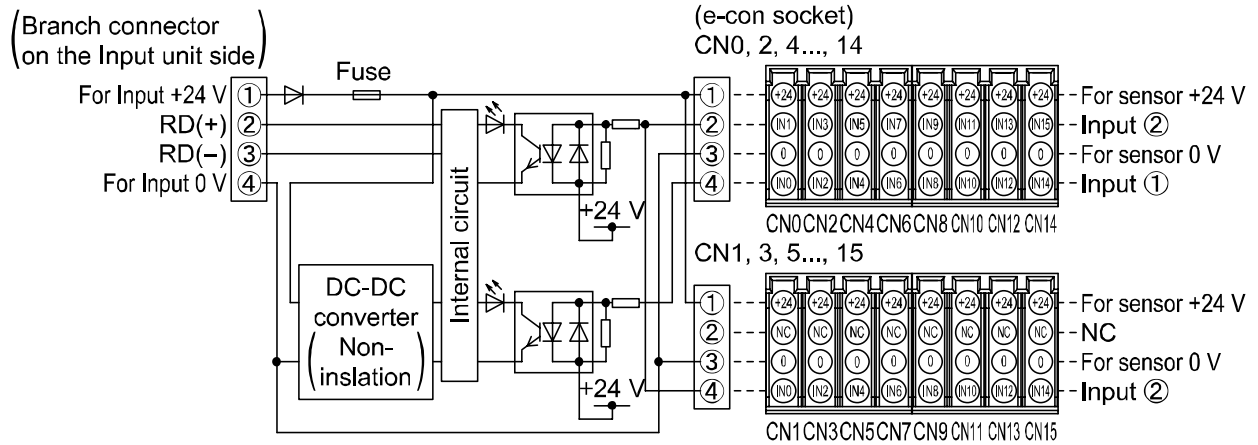 (Branch connector
on the Input unit side)
For Input +24 V ①
RD(+) ②
RD(−) ③
For Input 0 V ④
Fuse
Internal circuit
DC-DC
converter
(Non-
inslation)
+24 V
+24 V
(e-con socket)
CN0, 2, 4..., 14
① +24 +24 +24 +24 +24 +24 +24 +24 For sensor +24 V
② IN1 IN3 IN5 IN7 IN9 IN11 IN13 IN15 Input ②
③ 0 0 0 0 0 0 0 0 For sensor 0 V
④ IN0 IN2 IN4 IN6 IN8 IN10 IN12 IN14 Input ①
CN0 CN2 CN4 CN6 CN8 CN10 CN12 CN14
CN1, 3, 5..., 15
① +24 +24 +24 +24 +24 +24 +24 +24 For sensor +24 V
② NC NC NC NC NC NC NC NC NC
③ 0 0 0 0 0 0 0 0 For sensor 0 V
④ IN0 IN2 IN4 IN6 IN8 IN10 IN12 IN14 Input ②
CN1 CN3 CN5 CN7 CN9 CN11 CN13 CN15